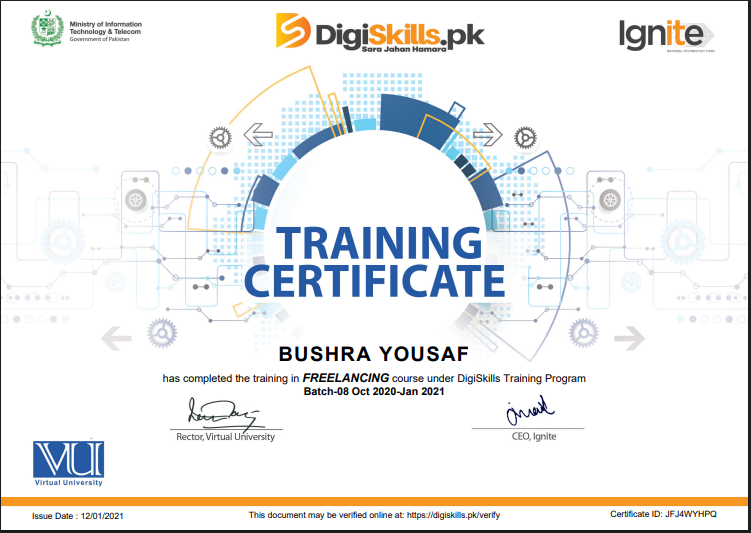 Ministry of Information
Technology & Telecom
Government of Pakistan
DigiSkills.pk
Sara Jahan Hamara
Ignite
NATIONAL TECHNOLOGY FUND
TRAINING
CERTIFICATE
BUSHRA YOUSAF
has completed the training in FREELANCING course under DigiSkills Training Program
Batch-08 Oct 2020-Jan 2021
Rector, Virtual University
CEO, Ignite
VU
Virtual University
Issue Date : 12/01/2021
This document may be verified online at: https://digiskills.pk/verify
Certificate ID: JFJ4WYHPQ